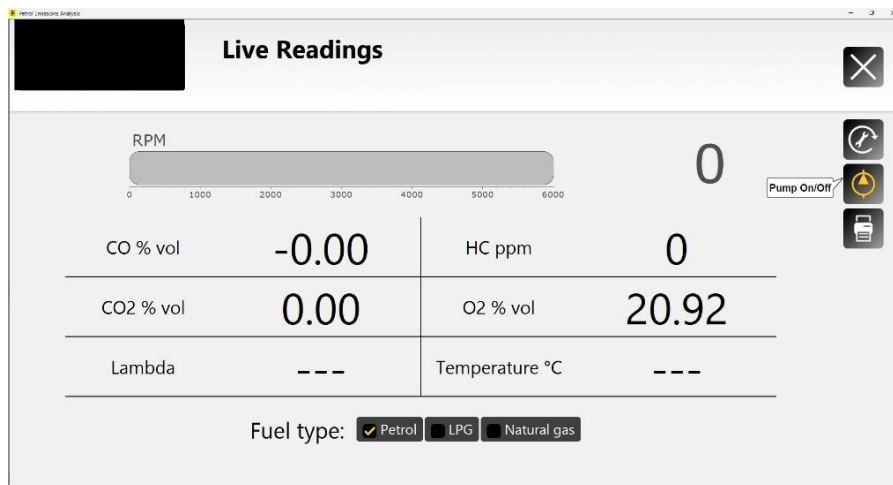 Petrol Emissions Analysis
Live Readings
RPM
0
0 1000 2000 3000 4000 5000 6000
Pump On/Off
CO % vol -0.00 HC ppm 0
CO2 % vol 0.00 O2 % vol 20.92
Lambda --- Temperature °C ---
Fuel type: Petrol LPG Natural gas